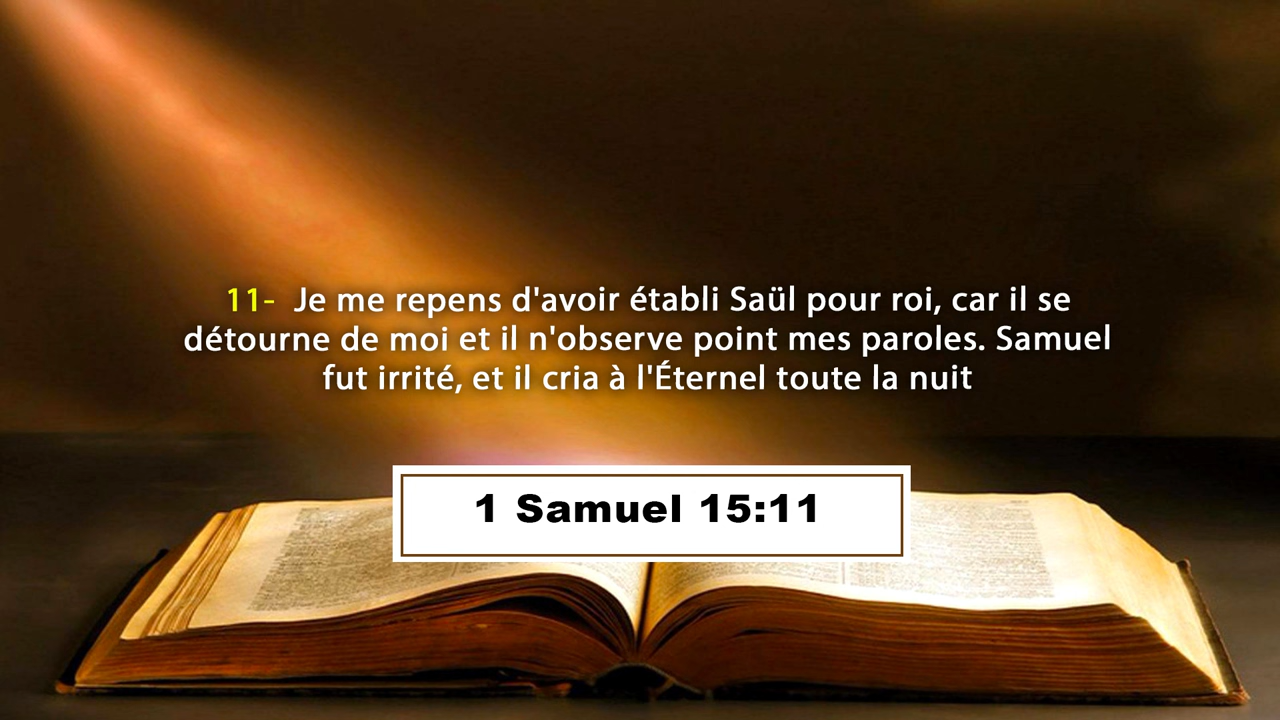 11- Je me repens d'avoir établi Saül pour roi, car il se
détourne de moi et il n'observe point mes paroles. Samuel
fut irrité, et il cria à l'Éternel toute la nuit
1 Samuel 15:11